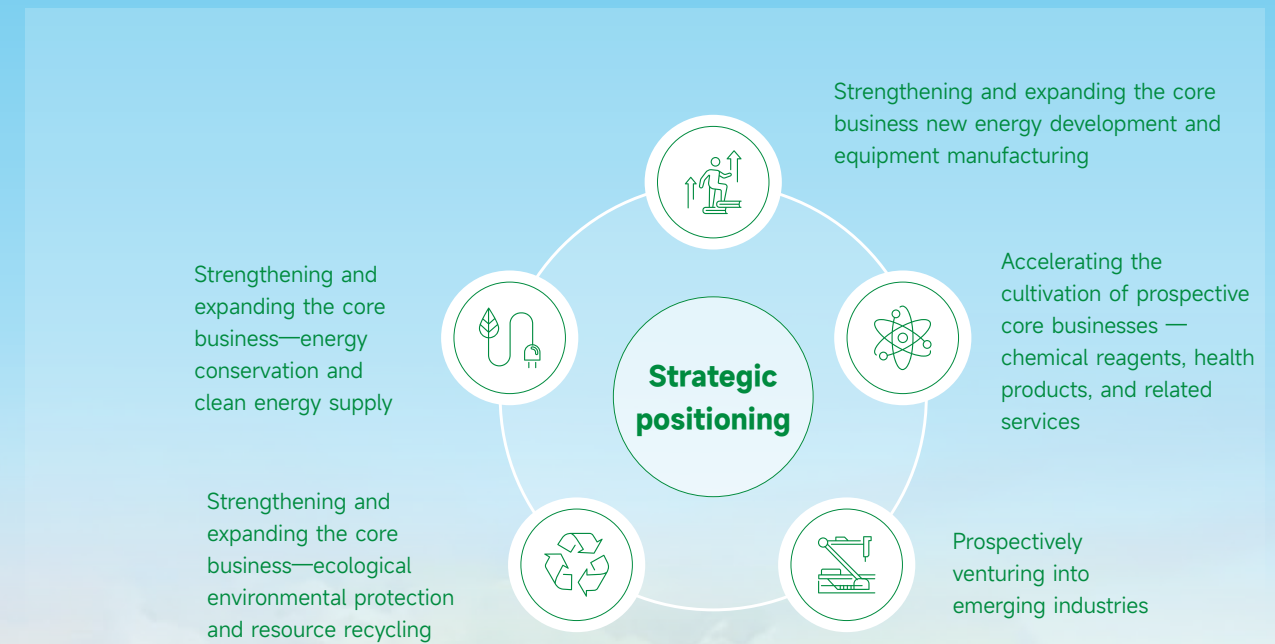 Strengthening and expanding the core
business new energy development and
equipment manufacturing
Strengthening and
expanding the core
business—energy
conservation and
clean energy supply
Accelerating the
cultivation of prospective
core businesses —
chemical reagents, health
products, and related
services
Strategic
positioning
Strengthening and
expanding the core
business—ecological
environmental protection
and resource recycling
Prospectively
venturing into
emerging industries